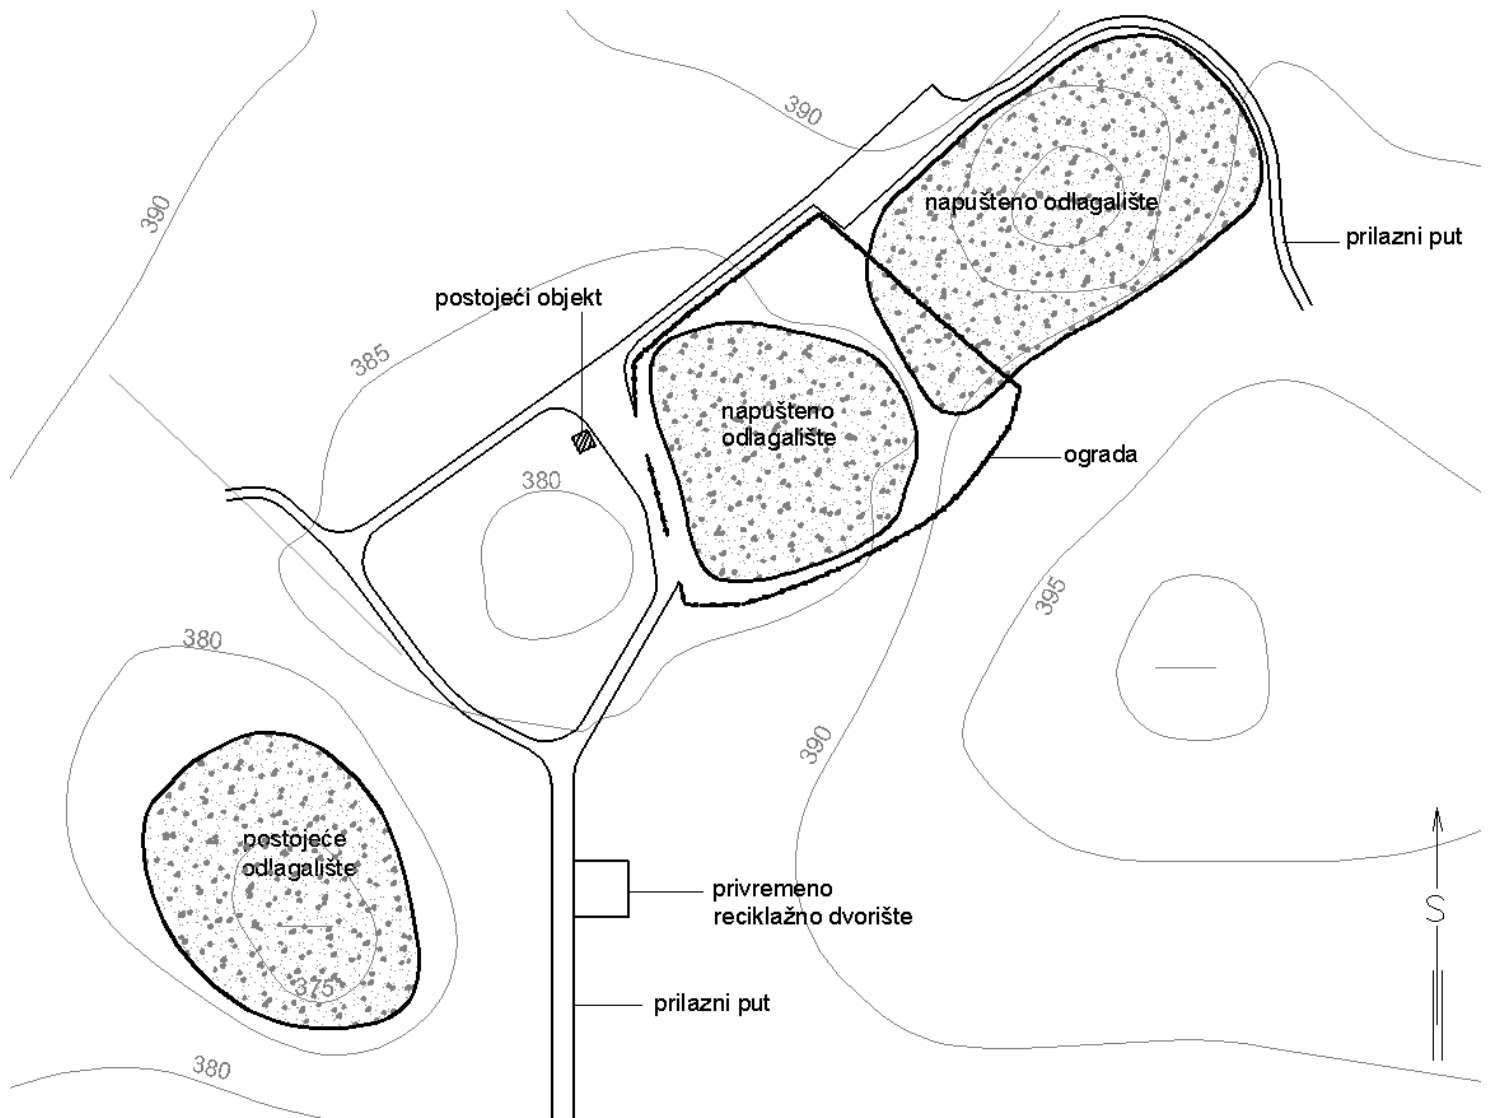 390
napušteno odlagalište
390
prilazni put
postojeći objekt
385
napušteno
odlagalište
ograda
380
395
380
390
postojeće
odlagalište
privremeno
reciklažno dvorište
S
375
prilazni put
380